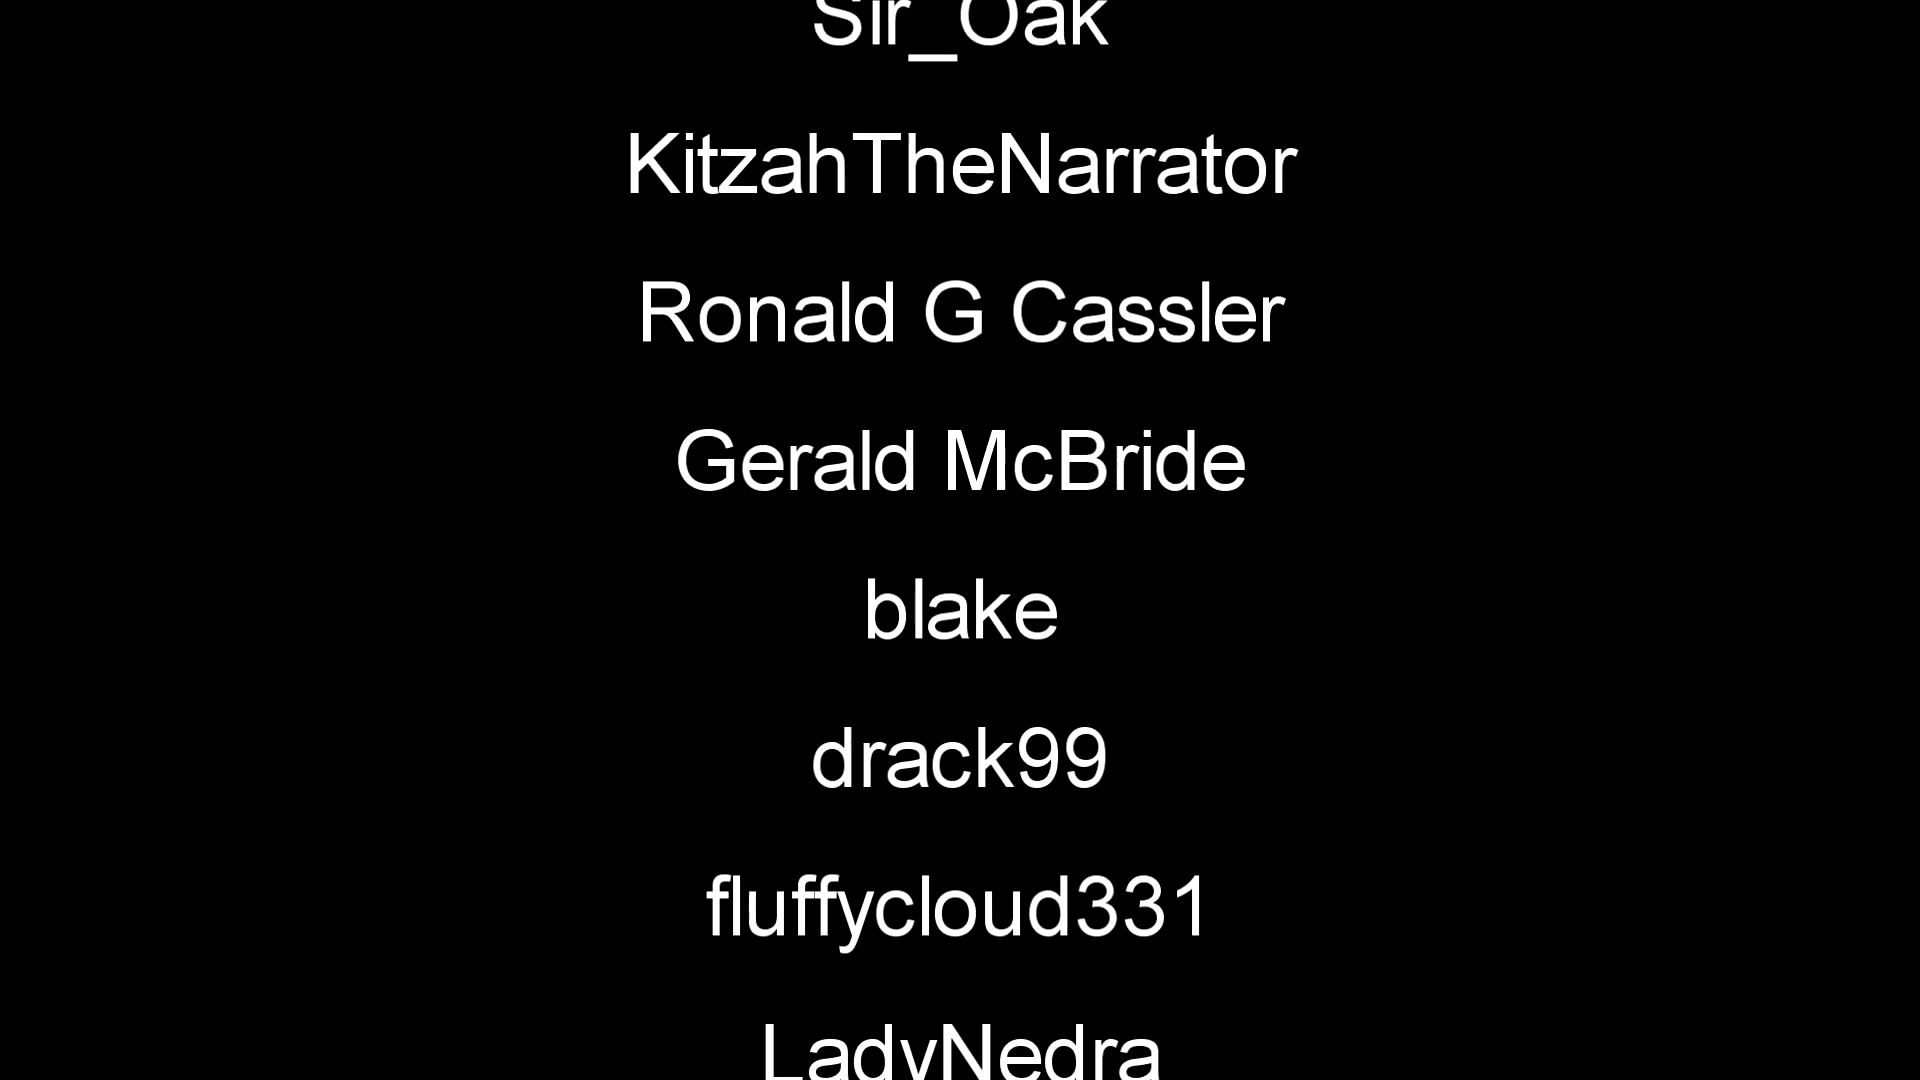 Sir_Oak
KitzahTheNarrator
Ronald G Cassler
Gerald McBride
blake
drack99
fluffycloud331
LadyNedra